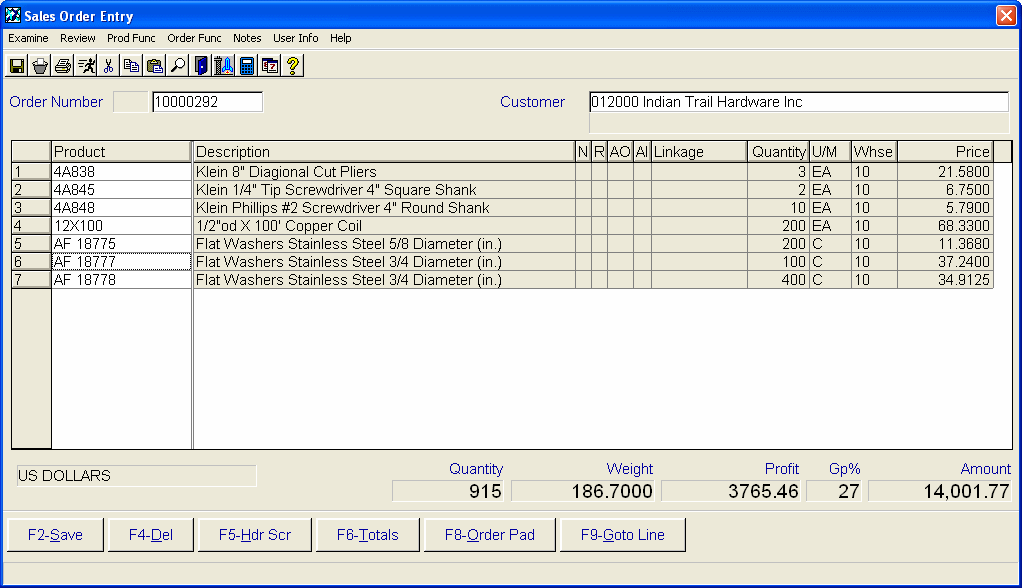 Sales Order Entry
Examine Review Prod Func Order Func Notes User Info Help
Order Number 10000292 Customer 012000 Indian Trail Hardware Inc
Product Description N R AO AI Linkage Quantity U/M Whse Price
1 4A838 Klein 8" Diagional Cut Pliers 3 EA 10 21.5800
2 4A845 Klein 1/4" Tip Screwdriver 4" Square Shank 2 EA 10 6.7500
3 4A848 Klein Phillips #2 Screwdriver 4" Round Shank 10 EA 10 5.7900
4 12X100 1/2"od X 100' Copper Coil 200 EA 10 68.3300
5 AF 18775 Flat Washers Stainless Steel 5/8 Diameter (in.) 200 C 10 11.3680
6 AF 18777 Flat Washers Stainless Steel 3/4 Diameter (in.) 100 C 10 37.2400
7 AF 18778 Flat Washers Stainless Steel 3/4 Diameter (in.) 400 C 10 34.9125
Quantity Weight Profit Gp% Amount
US DOLLARS 915 186.7000 3765.46 27 14,001.77
F2-Save F4-Del F5-Hdr Scr F6-Totals F8-Order Pad F9-Goto Line